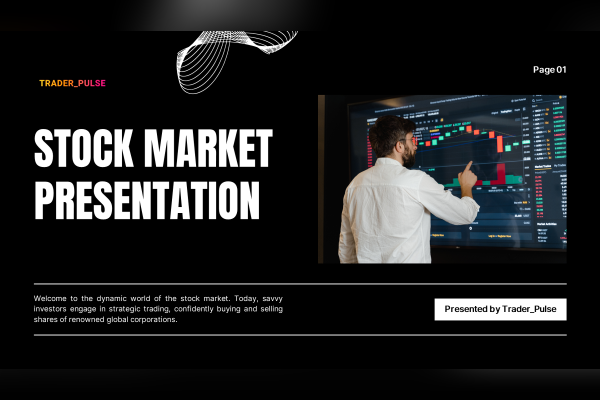 Page 01
TRADER_PULSE
STOCK MARKET
PRESENTATION
Welcome to the dynamic world of the stock market. Today, savvy
investors engage in strategic trading, confidently buying and selling
shares of renowned global corporations.
Presented by Trader_Pulse